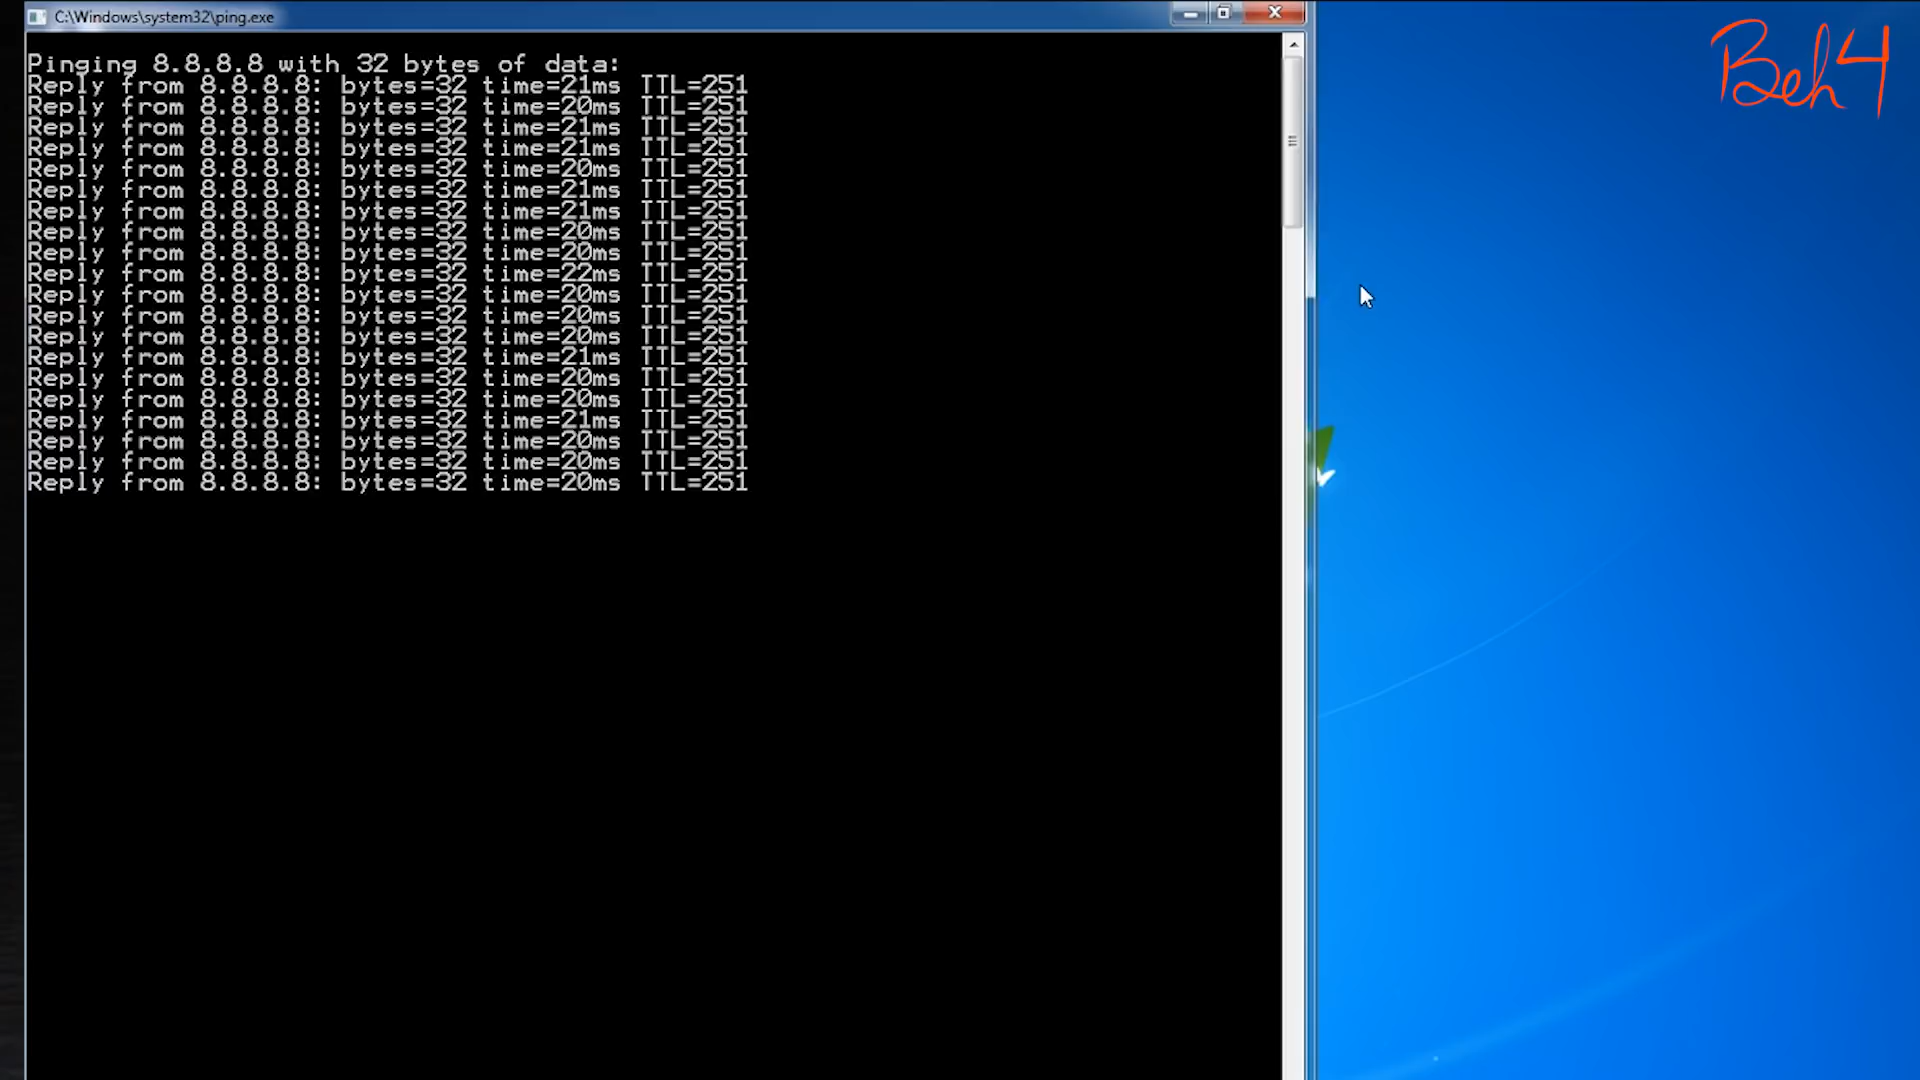 C:\Windows\system32\ping.exe
Beh4
Pinging 8.8.8.8 with 32 bytes of data:
Reply from 8.8.8.8: bytes=32 time=21ms TTL=251
Reply from 8.8.8.8: bytes=32 time=20ms TTL=251
Reply from 8.8.8.8: bytes=32 time=21ms TTL=251
Reply from 8.8.8.8: bytes=32 time=21ms TTL=251
Reply from 8.8.8.8: bytes=32 time=20ms TTL=251
Reply from 8.8.8.8: bytes=32 time=21ms TTL=251
Reply from 8.8.8.8: bytes=32 time=21ms TTL=251
Reply from 8.8.8.8: bytes=32 time=20ms TTL=251
Reply from 8.8.8.8: bytes=32 time=20ms TTL=251
Reply from 8.8.8.8: bytes=32 time=22ms TTL=251
Reply from 8.8.8.8: bytes=32 time=20ms TTL=251
Reply from 8.8.8.8: bytes=32 time=20ms TTL=251
Reply from 8.8.8.8: bytes=32 time=20ms TTL=251
Reply from 8.8.8.8: bytes=32 time=21ms TTL=251
Reply from 8.8.8.8: bytes=32 time=20ms TTL=251
Reply from 8.8.8.8: bytes=32 time=20ms TTL=251
Reply from 8.8.8.8: bytes=32 time=21ms TTL=251
Reply from 8.8.8.8: bytes=32 time=20ms TTL=251
Reply from 8.8.8.8: bytes=32 time=20ms TTL=251
Reply from 8.8.8.8: bytes=32 time=20ms TTL=251